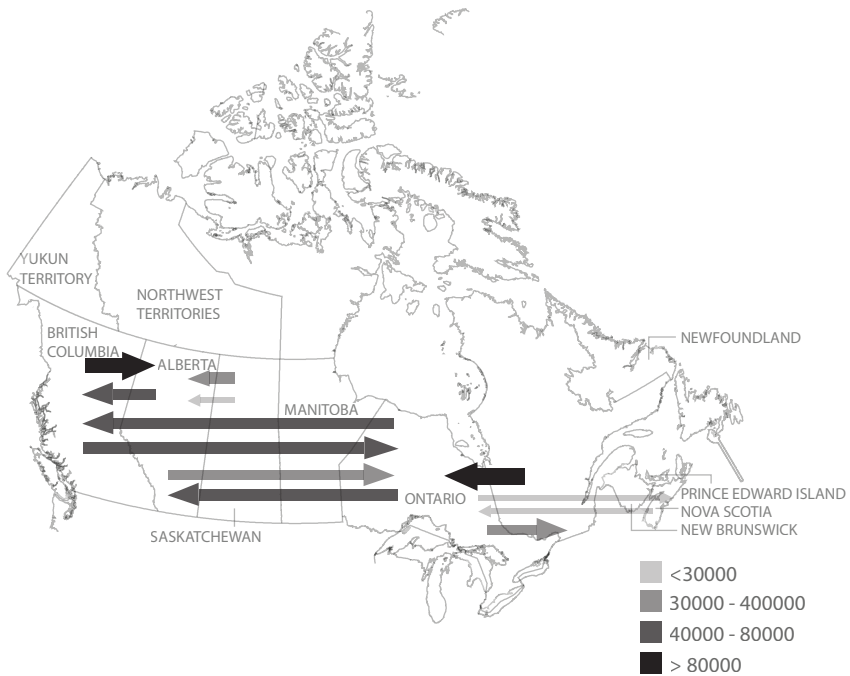 YUKUN
TERRITORY
NORTHWEST
TERRITORIES
BRITISH
COLUMBIA
ALBERTA
MANITOBA
SASKATCHEWAN
ONTARIO
NEWFOUNDLAND
PRINCE EDWARD ISLAND
NOVA SCOTIA
NEW BRUNSWICK
<30000
30000 - 400000
40000 - 80000
> 80000